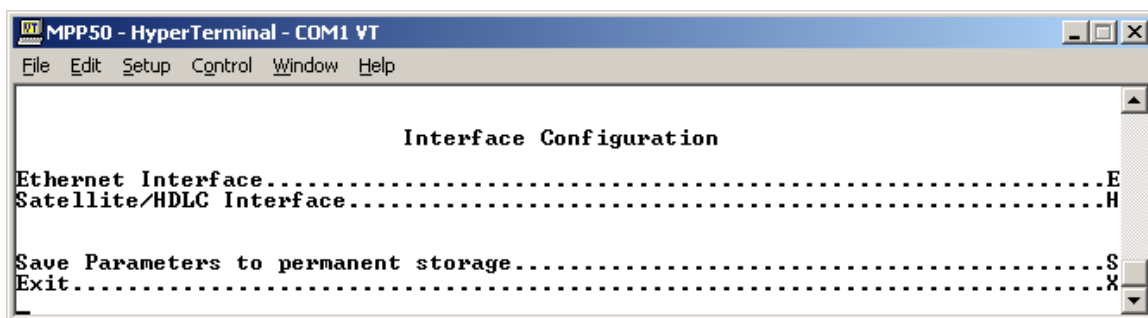 MPP50 - HyperTerminal - COM1 VT
File Edit Setup Control Window Help
Interface Configuration
Ethernet Interface............................................................E
Satellite/HDLC Interface......................................................H
Save Parameters to permanent storage..........................................S
Exit..........................................................................X